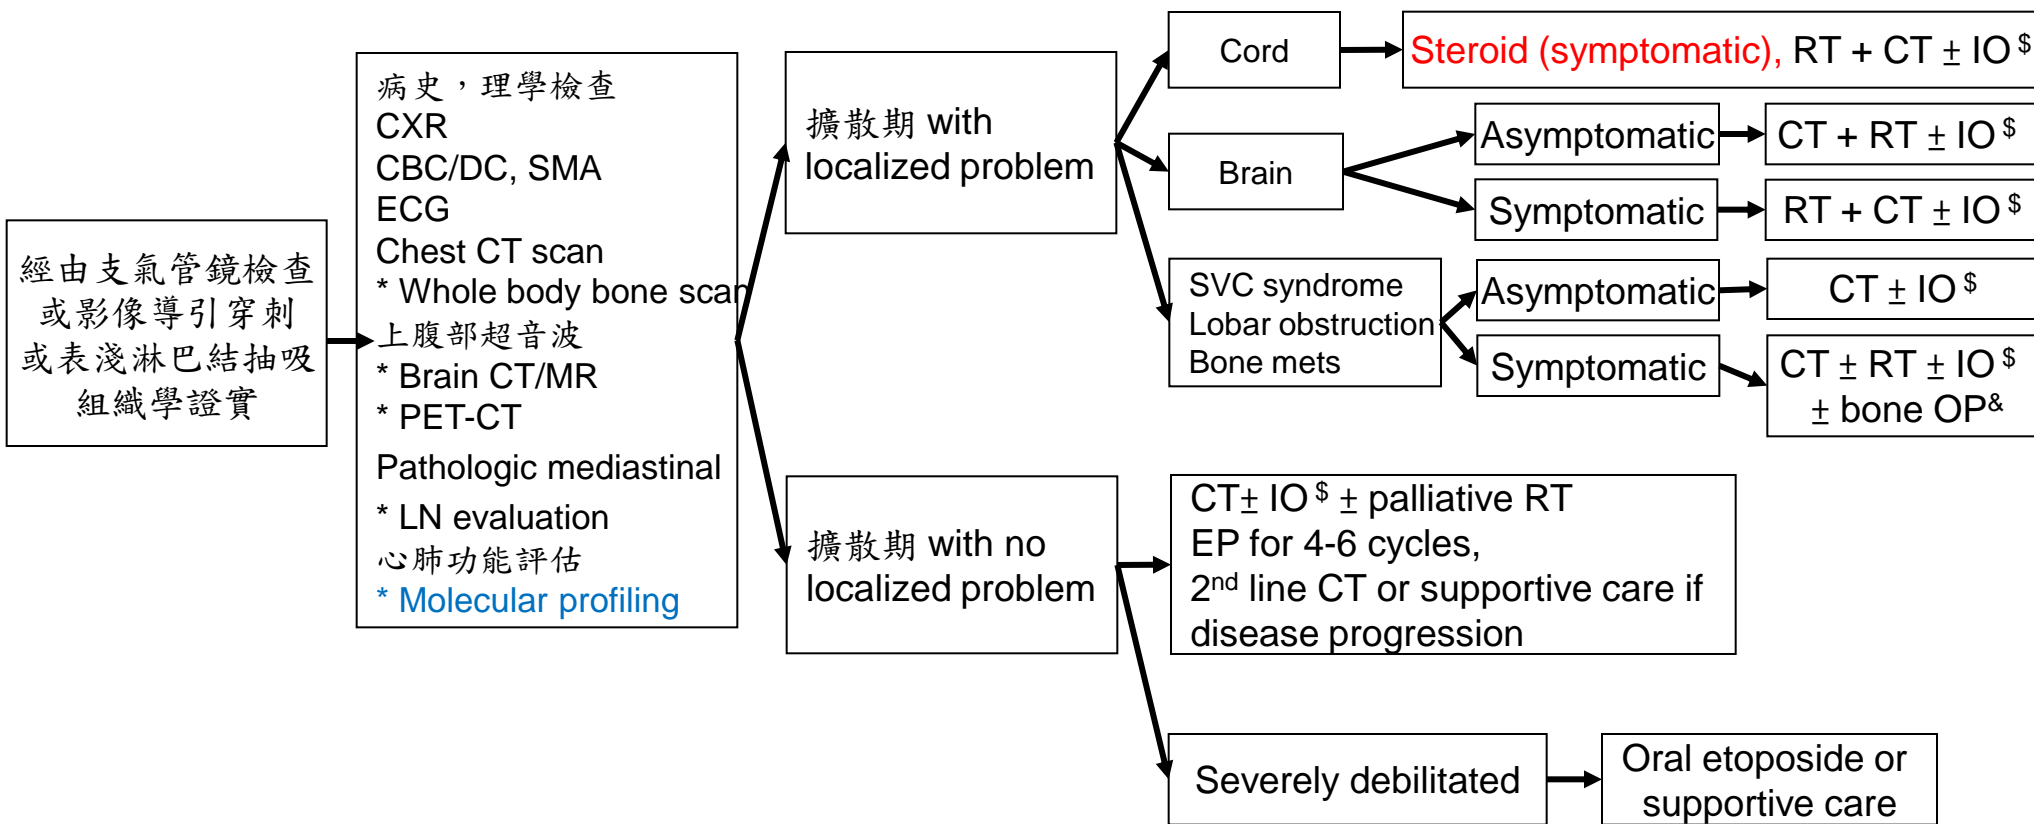 經由支氣管鏡檢查
或影像導引穿刺
或表淺淋巴結抽吸
組織學證實
病史，理學檢查
CXR
CBC/DC, SMA
ECG
Chest CT scan
* Whole body bone scan
上腹部超音波
* Brain CT/MR
* PET-CT
Pathologic mediastinal
* LN evaluation
心肺功能評估
* Molecular profiling
擴散期 with
localized problem
Cord
Steroid (symptomatic), RT + CT ± IO $
Brain
Asymptomatic
CT + RT ± IO $
Symptomatic
RT + CT ± IO $
SVC syndrome
Lobar obstruction
Bone mets
Asymptomatic
CT ± IO $
Symptomatic
CT ± RT ± IO $
± bone OP&
擴散期 with no
localized problem
CT± IO $ ± palliative RT
EP for 4-6 cycles,
2nd line CT or supportive care if
disease progression
Severely debilitated
Oral etoposide or
supportive care